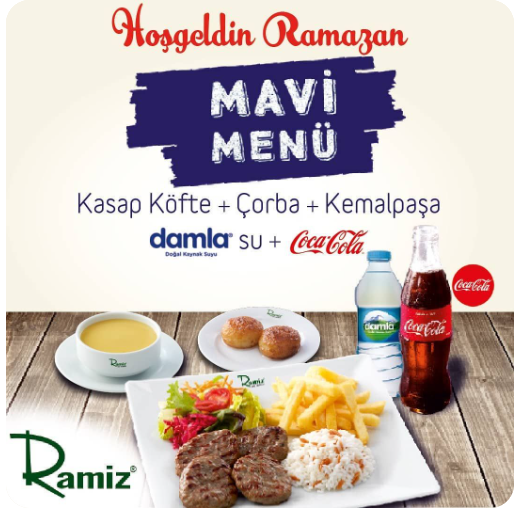 Hoşgeldin Ramazan
MAVİ
MENÜ
Kasap Köfte + Çorba + Kemalpaşa
damla® su + Coca-Cola
Doğal Kaynak Suyu
Coca-Cola
damla
Coca-Cola
Ramiz
Ramiz
Ramiz
Ramiz®